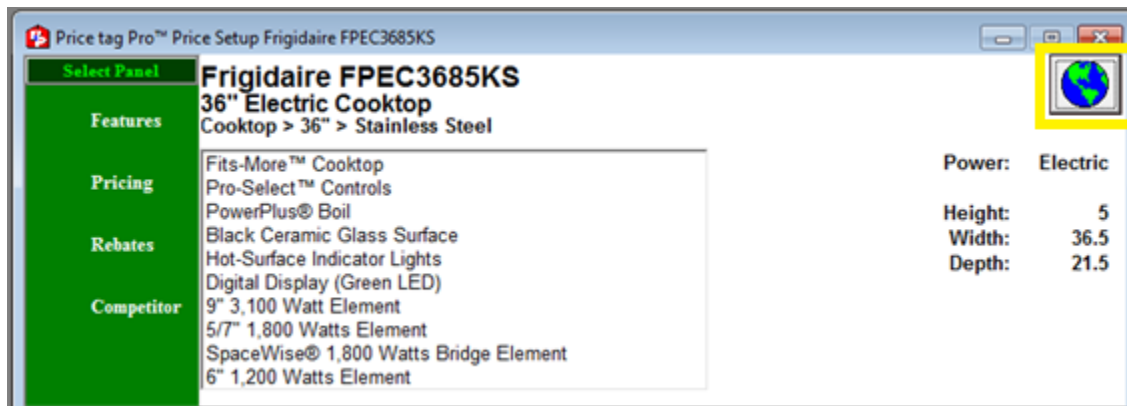 Price tag Pro™ Price Setup Frigidaire FPEC3685KS
Select Panel
Features
Pricing
Rebates
Competitor
Frigidaire FPEC3685KS
36" Electric Cooktop
Cooktop > 36" > Stainless Steel
Fits-More™ Cooktop
Pro-Select™ Controls
PowerPlus® Boil
Black Ceramic Glass Surface
Hot-Surface Indicator Lights
Digital Display (Green LED)
9" 3,100 Watt Element
5/7" 1,800 Watts Element
SpaceWise® 1,800 Watts Bridge Element
6" 1,200 Watts Element
Power: Electric
Height: 5
Width: 36.5
Depth: 21.5